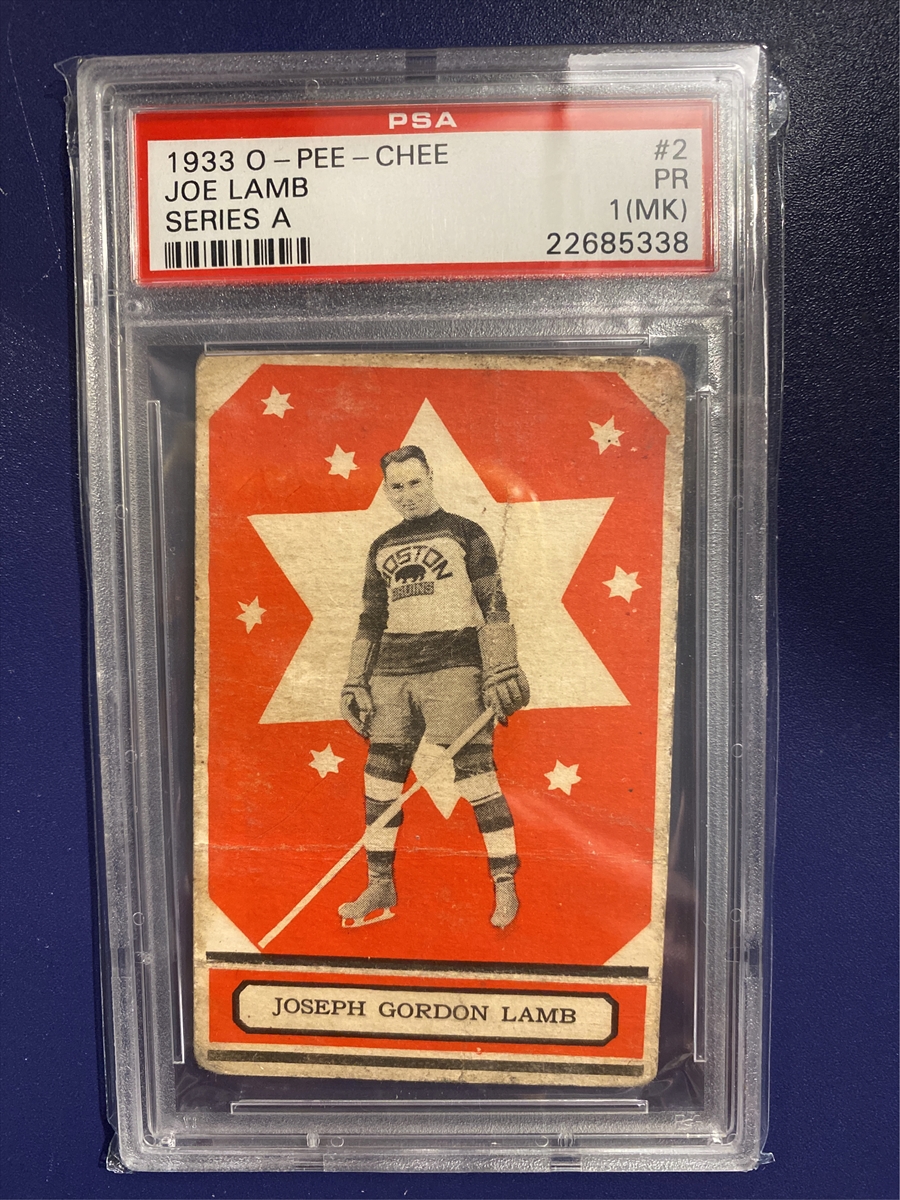 PSA
1933 O-PEE-CHEE #2
JOE LAMB PR
SERIES A 1(MK)
22685338
BOSTON
BRUINS
JOSEPH GORDON LAMB